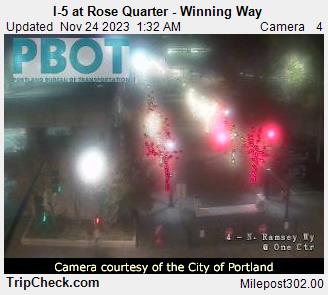 I-5 at Rose Quarter - Winning Way
Updated Nov 24 2023 1:32 AM Camera 4
PBOT
PORTLAND BUREAU OF TRANSPORTATION
4 - N. Ramsey Wy
@ One Ctr
Camera courtesy of the City of Portland
TripCheck.com Milepost302.00